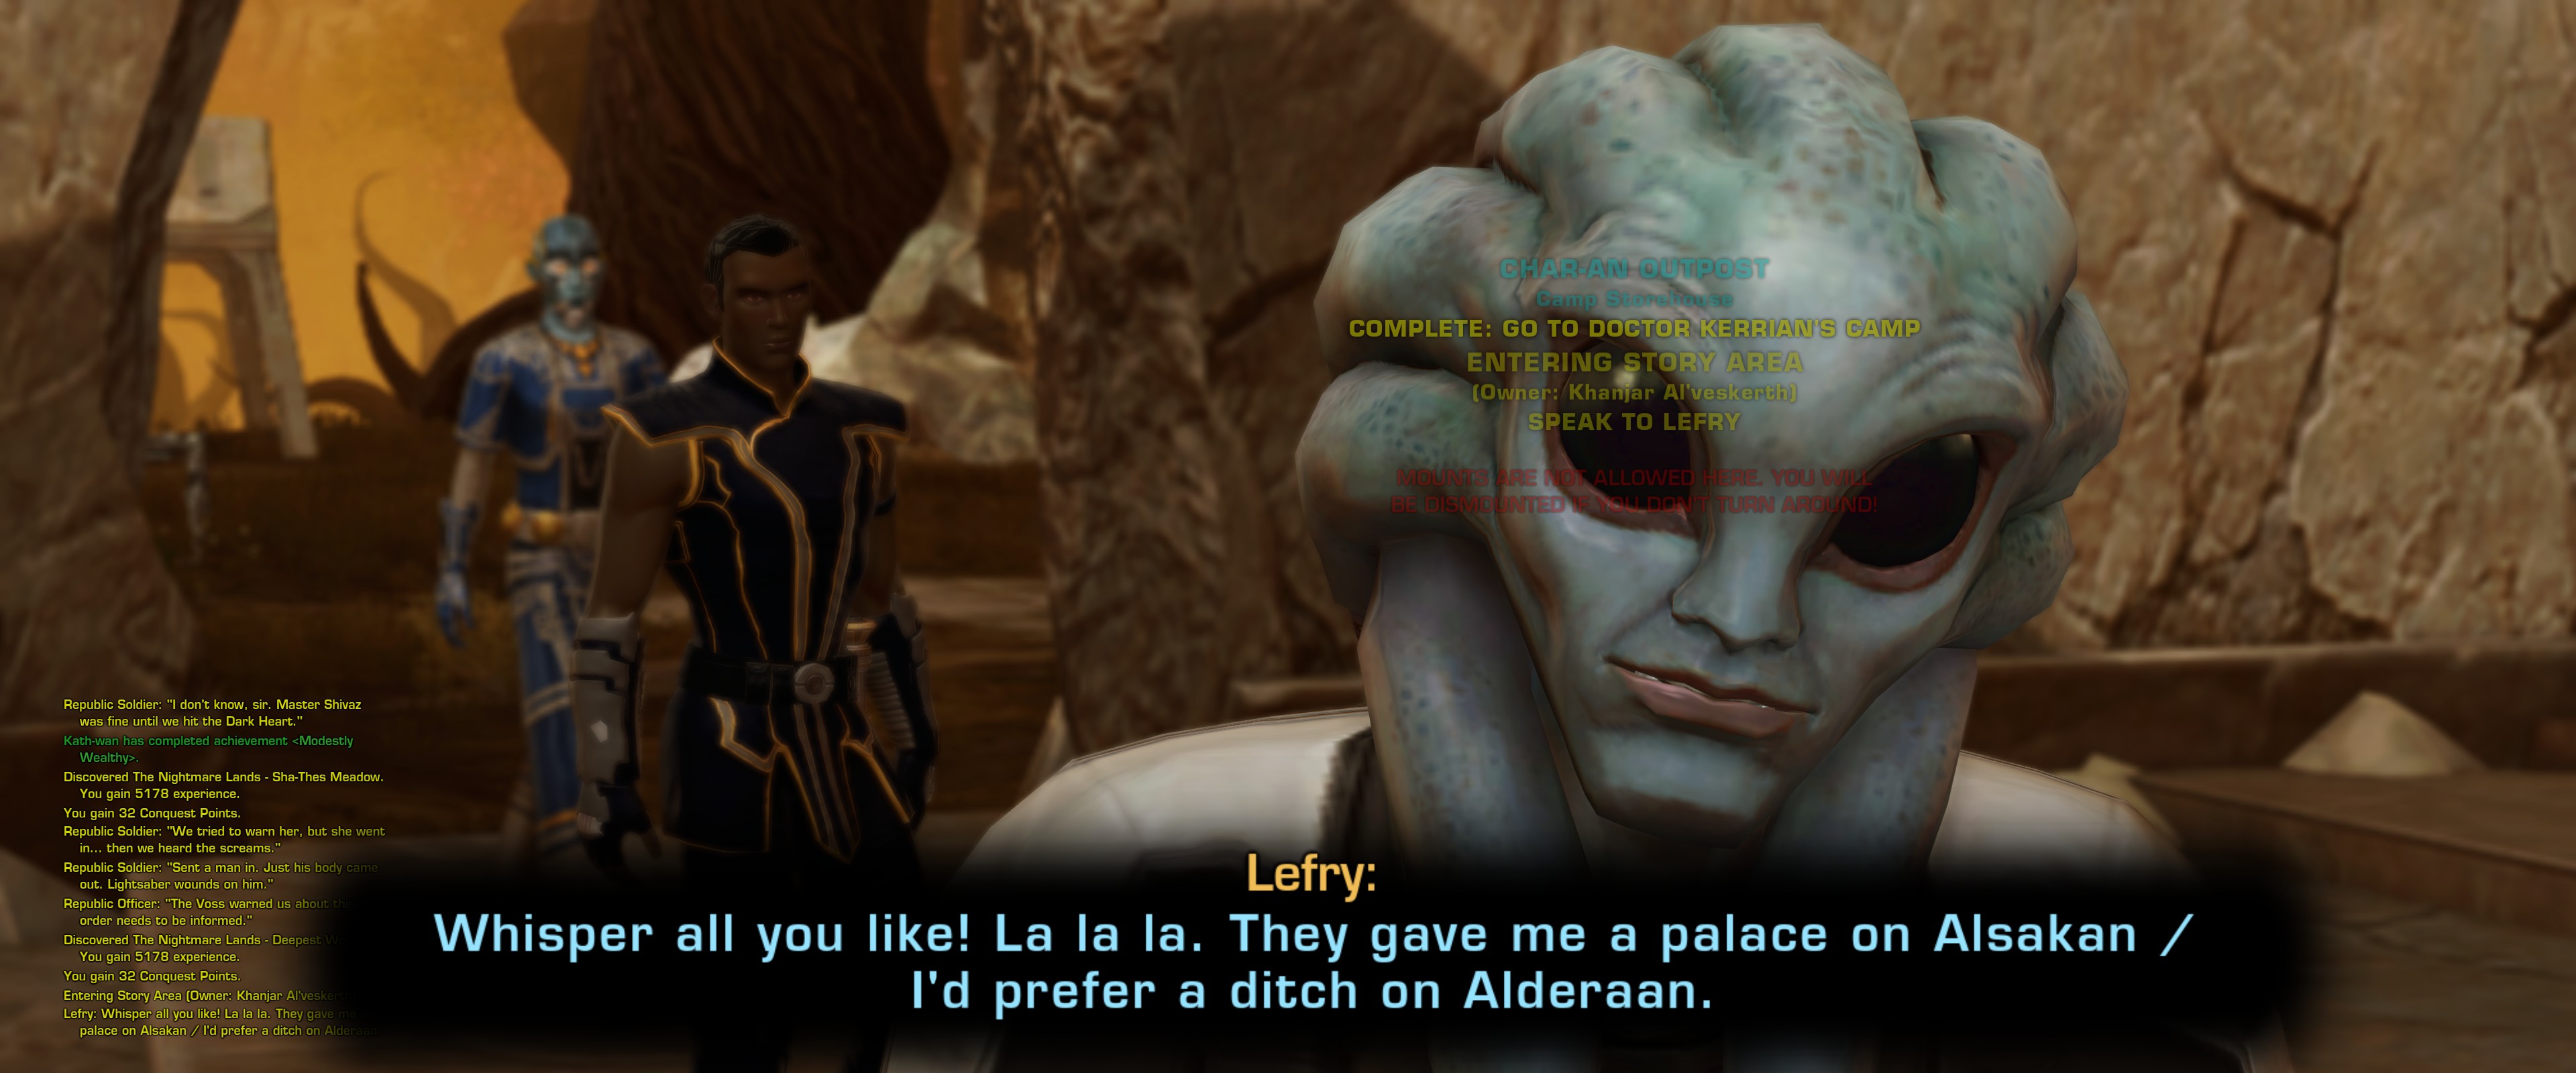 CHAR-AN OUTPOST
Camp Storehouse
COMPLETE: GO TO DOCTOR KERRIAN'S CAMP
ENTERING STORY AREA
(Owner: Khanjar Al'veskerth)
SPEAK TO LEFRY
MOUNTS ARE NOT ALLOWED HERE. YOU WILL
BE DISMOUNTED IF YOU DON'T TURN AROUND!
Republic Soldier: "I don't know, sir. Master Shivaz
was fine until we hit the Dark Heart."
Kath-wan has completed achievement <Modestly
Wealthy>.
Discovered The Nightmare Lands - Sha-Thes Meadow.
You gain 5178 experience.
You gain 32 Conquest Points.
Republic Soldier: "We tried to warn her, but she went
in... then we heard the screams."
Republic Soldier: "Sent a man in. Just his body came
out. Lightsaber wounds on him."
Republic Officer: "The Voss warned us about
order needs to be informed."
Discovered The Nightmare Lands - Deepest
You gain 5178 experience.
You gain 32 Conquest Points.
Entering Story Area (Owner: Khanjar
Lefry: Whisper all you like! La la la. They gave me
palace on Alsakan / I'd prefer a ditch on Alderaan.
Lefry:
Whisper all you like! La la la. They gave me a palace on Alsakan /
I'd prefer a ditch on Alderaan.